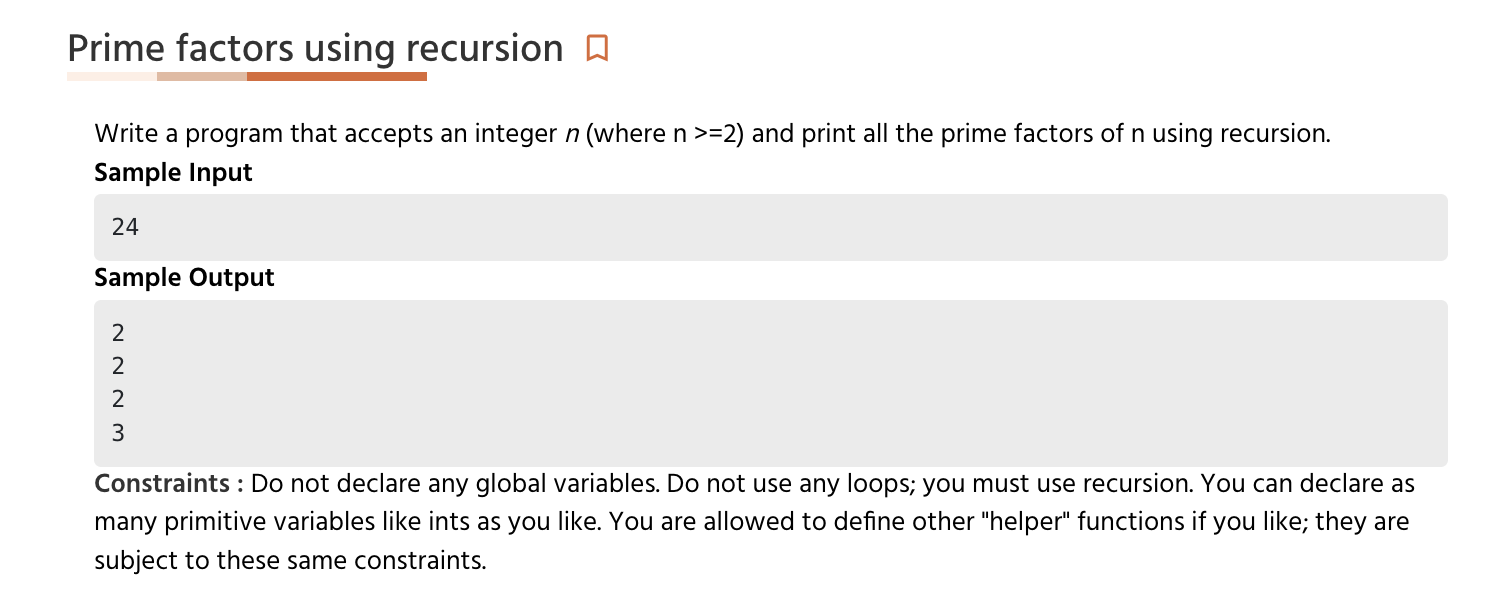 Prime factors using recursion
Write a program that accepts an integer n (where n >=2) and print all the prime factors of n using recursion.
Sample Input
24
Sample Output
2
2
2
3
Constraints : Do not declare any global variables. Do not use any loops; you must use recursion. You can declare as
many primitive variables like ints as you like. You are allowed to define other "helper" functions if you like; they are
subject to these same constraints.